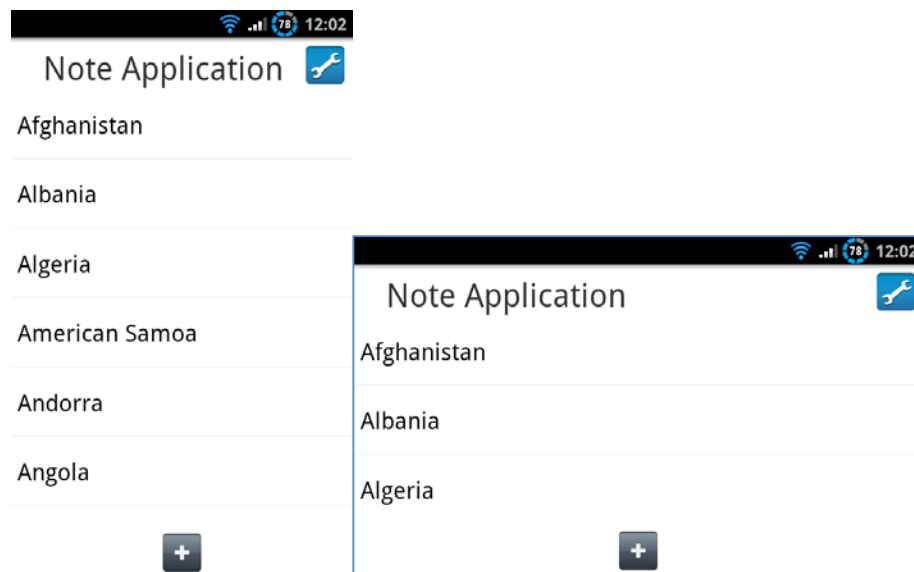 78 12:02
Note Application
Afghanistan
Albania
Algeria
American Samoa
Andorra
Angola
+
78 12:02
Note Application
Afghanistan
Albania
Algeria
+